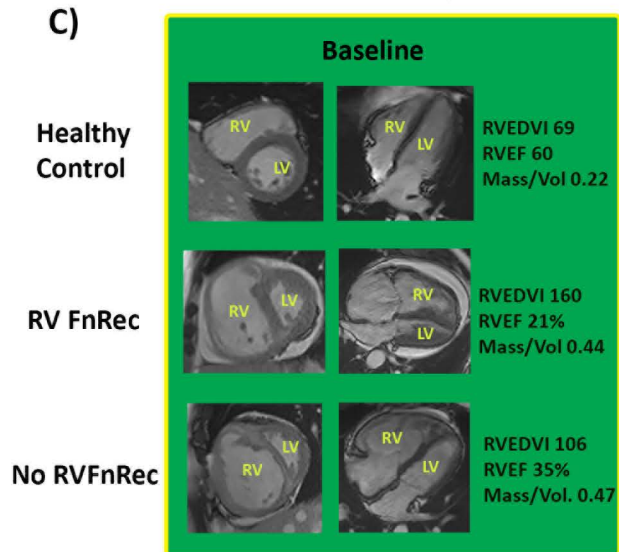 C)
Baseline
Healthy
Control
RV
LV
RV
LV
RVEDVI 69
RVEF 60
Mass/Vol 0.22
RV FnRec
RV
LV
RV
LV
RVEDVI 160
RVEF 21%
Mass/Vol 0.44
No RVFnRec
RV
LV
RV
LV
RVEDVI 106
RVEF 35%
Mass/Vol. 0.47